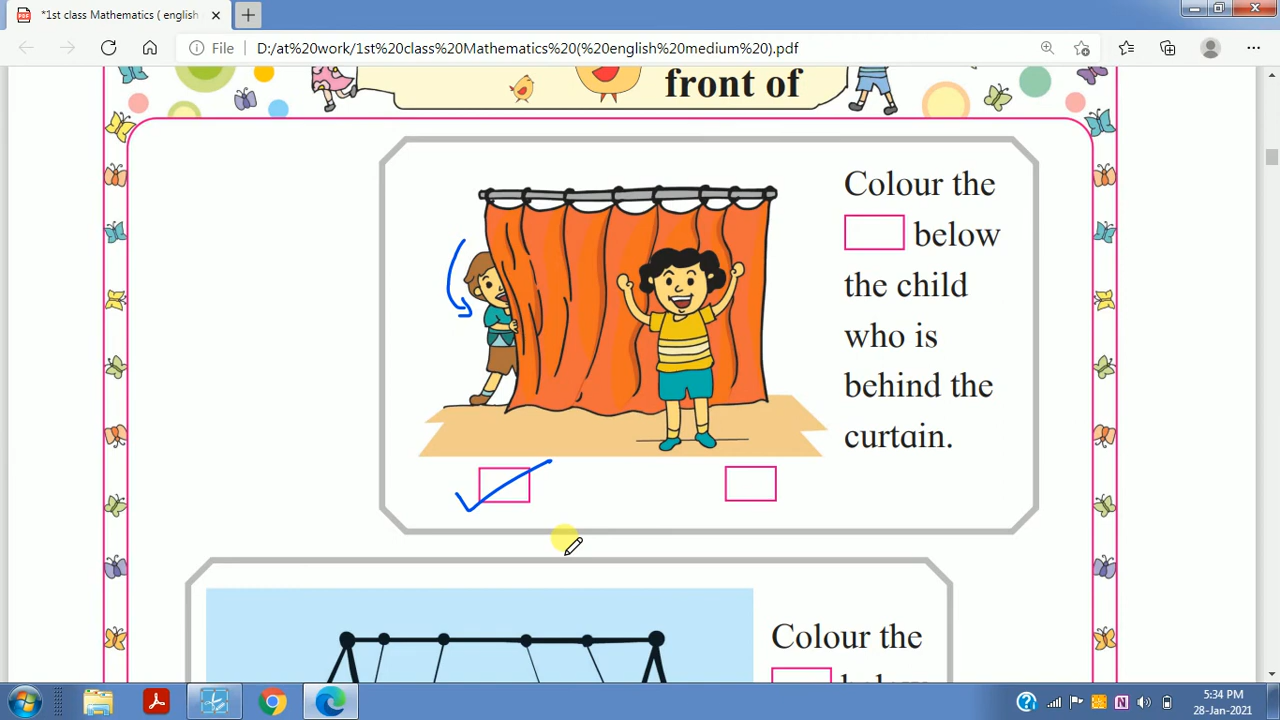 *1st class Mathematics ( english
File
D:/at%20work/1st%20class%20Mathematics%20(%20english%20medium%20).pdf
front of
Colour the
below
the child
who is
behind the
curtain.
Colour the
below
5:34 PM
28-Jan-2021